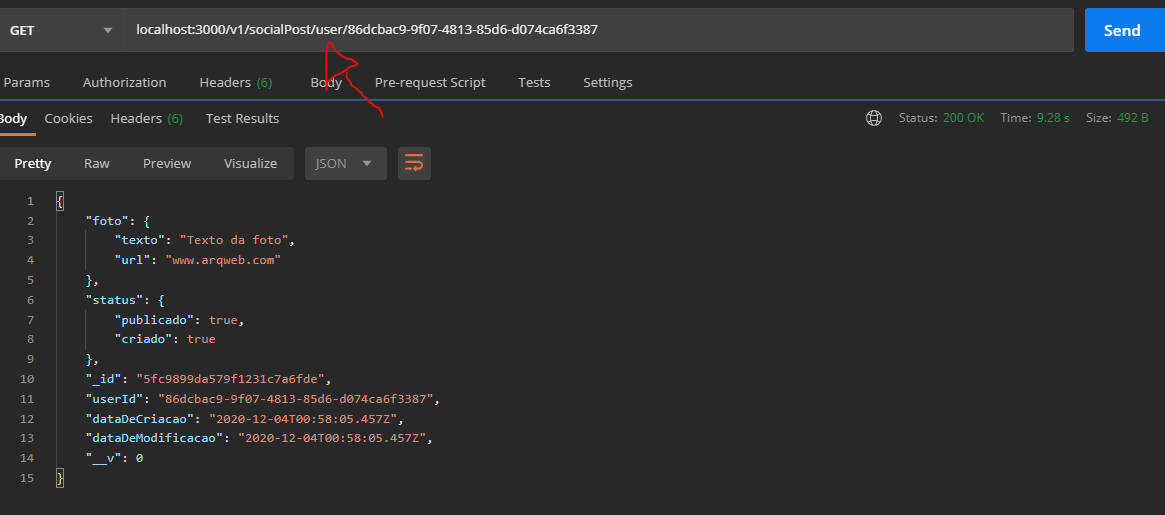 GET localhost:3000/v1/socialPost/user/86dcbac9-9f07-4813-85d6-d074ca6f3387 Send
Params Authorization Headers (6) Body Pre-request Script Tests Settings
Body Cookies Headers (6) Test Results Status: 200 OK Time: 9.28 s Size: 492 B
Pretty Raw Preview Visualize JSON
1 {
2 "foto": {
3 "texto": "Texto da foto",
4 "url": "www.arqweb.com"
5 },
6 "status": {
7 "publicado": true,
8 "criado": true
9 },
10 "_id": "5fc9899da579f1231c7a6fde",
11 "userId": "86dcbac9-9f07-4813-85d6-d074ca6f3387",
12 "dataDeCriacao": "2020-12-04T00:58:05.457Z",
13 "dataDeModificacao": "2020-12-04T00:58:05.457Z",
14 "__v": 0
15 }